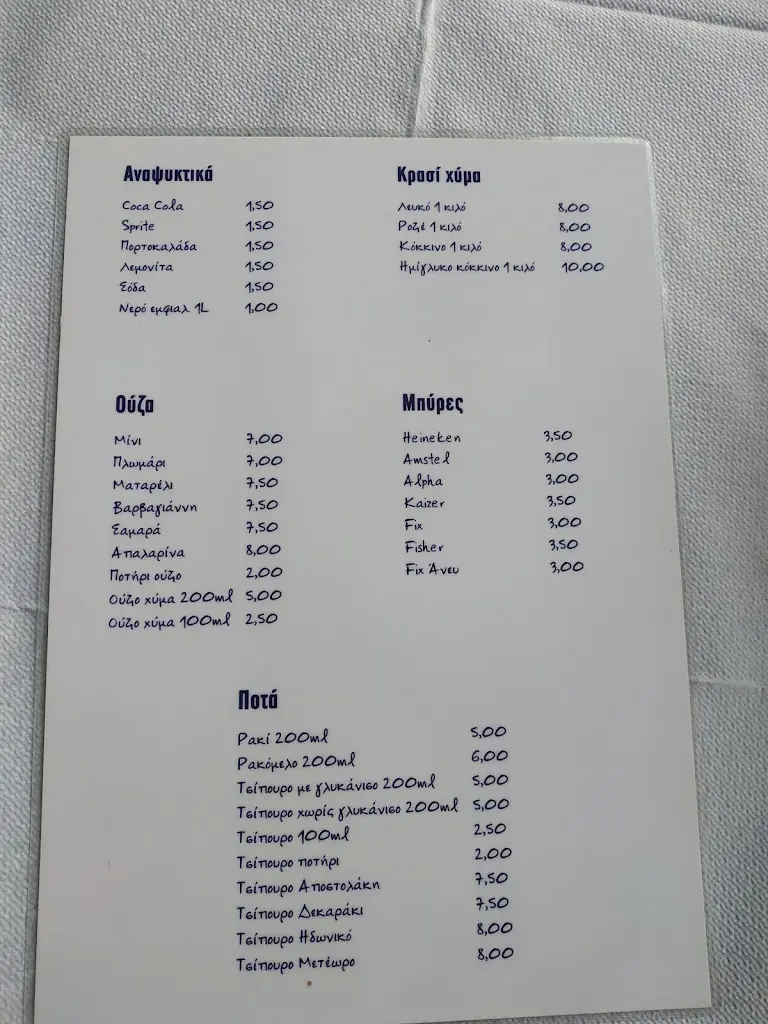 Αναψυκτικά
Coca Cola 1,50
Sprite 1,50
Πορτοκαλάδα 1,50
Λεμονίτα 1,50
Σόδα 1,50
Νερό εμφιαλ 1L 1,00
Κρασί χύμα
Λευκό 1 κιλό 8,00
Ροζέ 1 κιλό 8,00
Κόκκινο 1 κιλό 8,00
Ημίγλυκο κόκκινο 1 κιλό 10,00
Ούζα
Μίνι 7,00
Πλωμάρι 7,00
Ματαρέλι 7,50
Βαρβαγιάννη 7,50
Σαμαρά 7,50
Απαλαρίνα 8,00
Ποτήρι ούζο 2,00
Ούζο χύμα 200ml 5,00
Ούζο χύμα 100ml 2,50
Μπύρες
Heineken 3,50
Amstel 3,00
Alpha 3,00
Kaizer 3,50
Fix 3,00
Fisher 3,50
Fix Άνευ 3,00
Ποτά
Ρακί 200ml 5,00
Ρακόμελο 200ml 6,00
Τσίπουρο με γλυκάνισο 200ml 5,00
Τσίπουρο χωρίς γλυκάνισο 200ml 5,00
Τσίπουρο 100ml 2,50
Τσίπουρο ποτήρι 2,00
Τσίπουρο Αποστολάκη 7,50
Τσίπουρο Δεκαράκι 7,50
Τσίπουρο Ηδωνικό 8,00
Τσίπουρο Μετέωρο 8,00